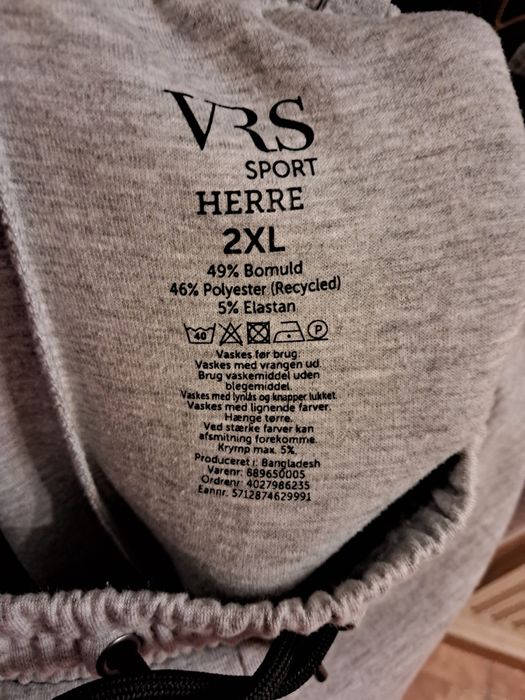 VRS
SPORT
HERRE
2XL
49% Bomuld
46% Polyester (Recycled)
5% Elastan
40 P
Vaskes før brug.
Vaskes med vrangen ud.
Brug vaskemiddel uden
blegemiddel.
Vaskes med lynlås og knapper lukket.
Vaskes med lignende farver.
Hænge tørre.
Ved stærke farver kan
afsmitning forekomme.
Krymp max. 5%.
Produceret i: Bangladesh
Varenr: 889650005
Ordrenr: 4027986235
Eannr: 5712874629991